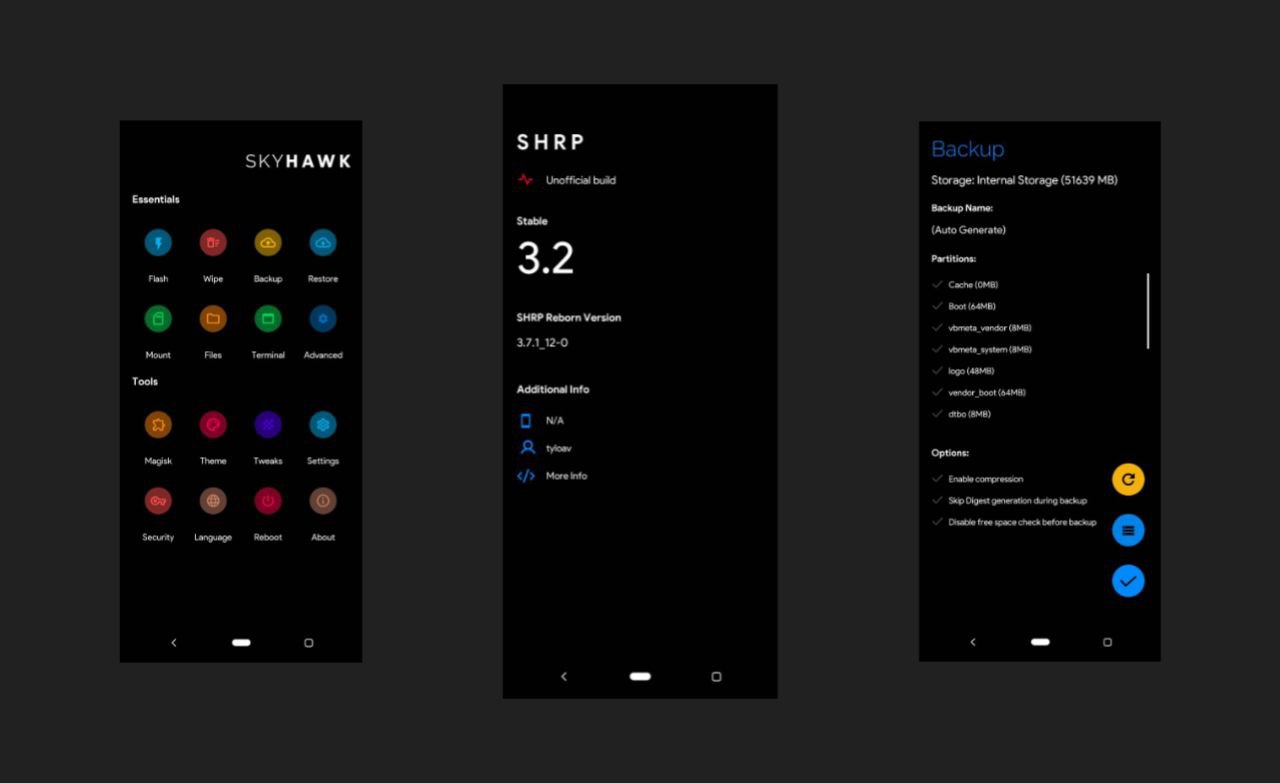 SKYHAWK
Essentials
Flash Wipe Backup Restore
Mount Files Terminal Advanced
Tools
Magisk Theme Tweaks Settings
Security Language Reboot About
SHRP
Unofficial build
Stable
3.2
SHRP Reborn Version
3.7.1_12-0
Additional Info
N/A
tyloav
More Info
Backup
Storage: Internal Storage (51639 MB)
Backup Name:
(Auto Generate)
Partitions:
Cache (0MB)
Boot (64MB)
vbmeta_vendor (8MB)
vbmeta_system (8MB)
logo (48MB)
vendor_boot (64MB)
dtbo (8MB)
Options:
Enable compression
Skip Digest generation during backup
Disable free space check before backup